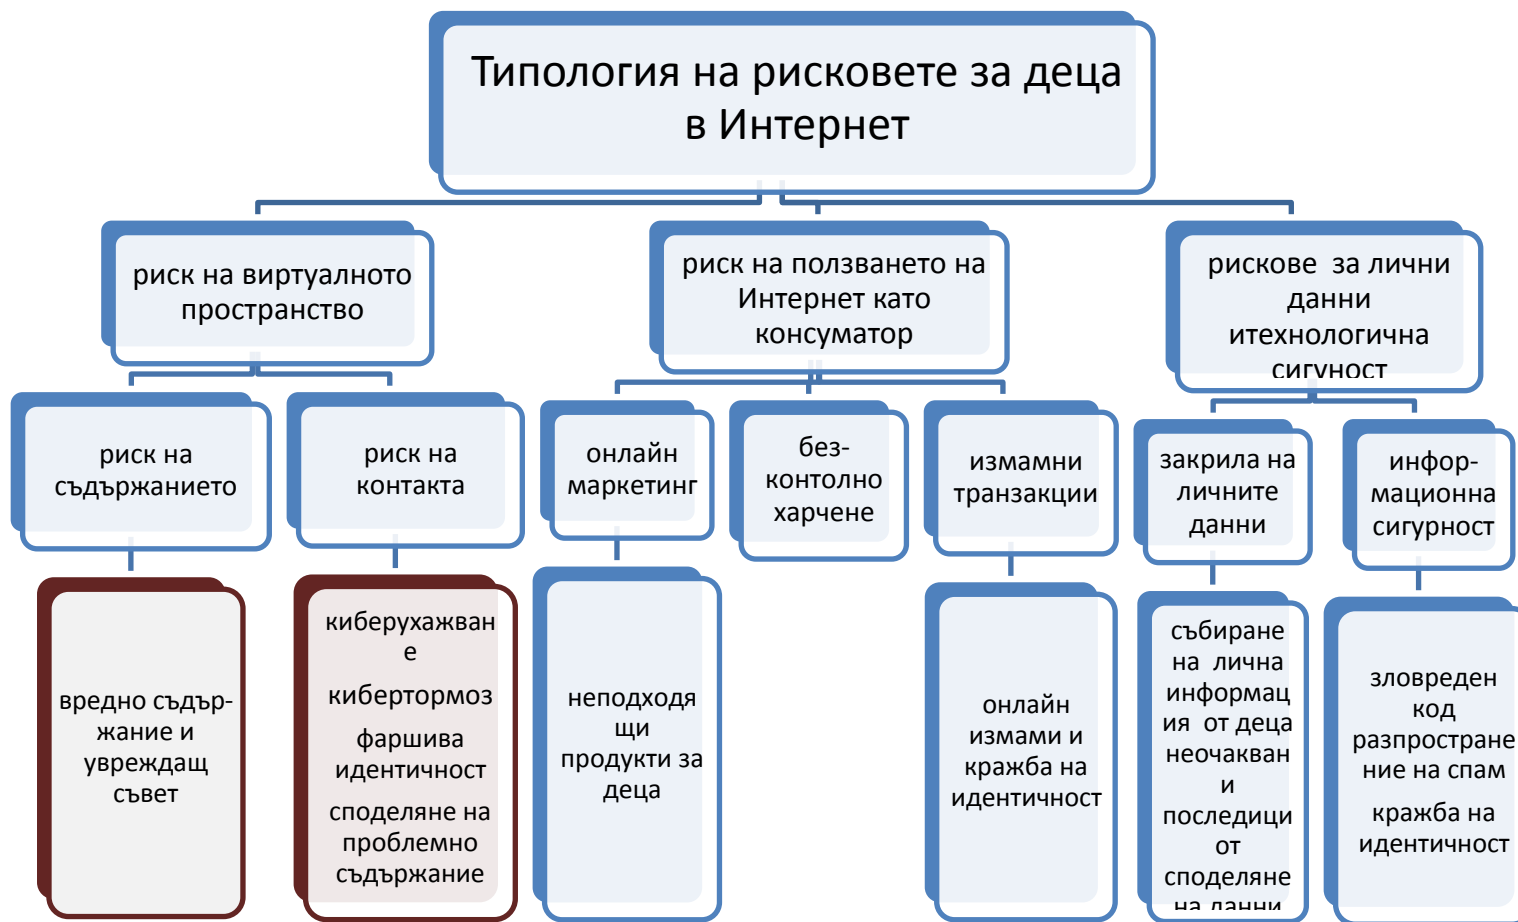 Типология на рисковете за деца
в Интернет
риск на виртуалното
пространство
риск на ползването на
Интернет като
консуматор
рискове за лични
данни
итехнологична
сигуност
риск на
съдържанието
риск на
контакта
онлайн
маркетинг
без-
контолно
харчене
измамни
транзакции
закрила на
личните
данни
инфор-
мационна
сигурност
вредно съдър-
жание и
увреждащ
съвет
киберухажван
е
кибертормоз
фаршива
идентичност
споделяне на
проблемно
съдържание
неподходя
щи
продукти за
деца
онлайн
измами и
кражба на
идентичност
събиране
на лична
информац
ия от деца
неочакван
и
последици
от
споделяне
на данни
зловреден
код
разпростране
ние на спам
кражба на
идентичност